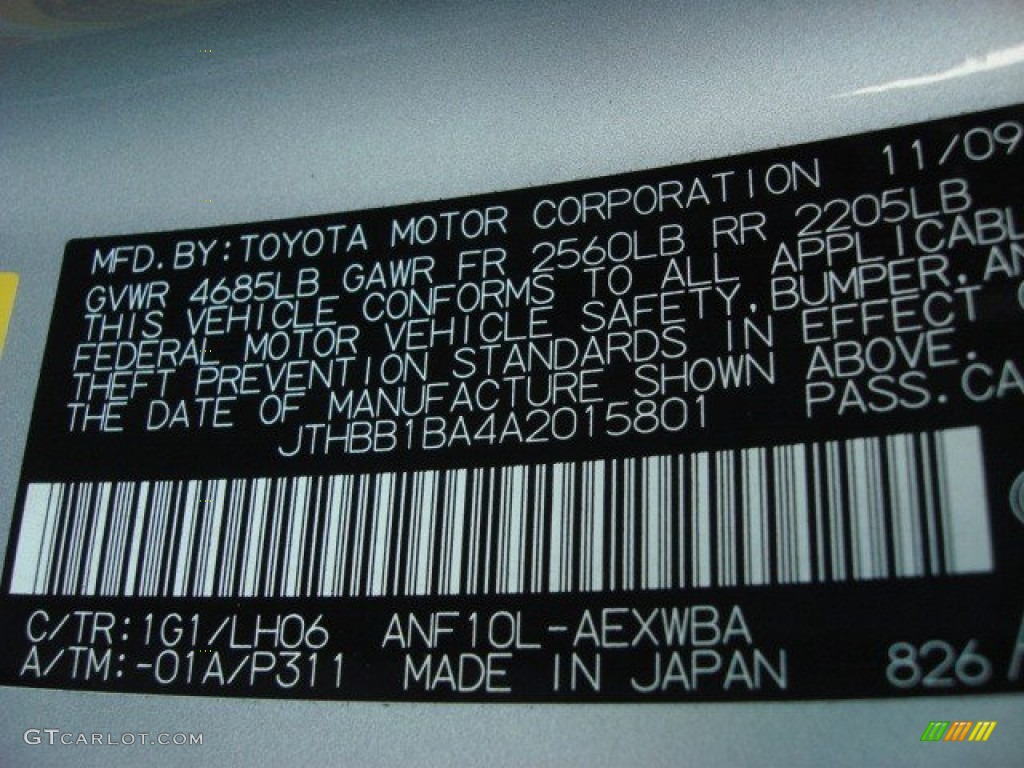 MFD. BY: TOYOTA MOTOR CORPORATION 11/09
GVWR 4685LB GAWR FR 2560LB RR 2205LB
THIS VEHICLE CONFORMS TO ALL APPLICABL
FEDERAL MOTOR VEHICLE SAFETY, BUMPER, AN
THEFT PREVENTION STANDARDS IN EFFECT
THE DATE OF MANUFACTURE SHOWN ABOVE.
JTHBB1BA4A2015801 PASS. CA
C/TR: 1G1/LH06 ANF10L-AEXWBA
A/TM: -01A/P311 MADE IN JAPAN 826
GTCARLOT.COM